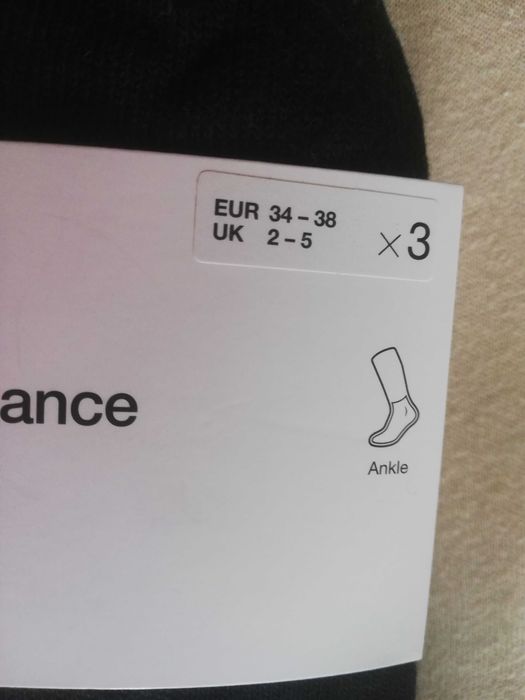 EUR 34 – 38
UK 2 – 5
×3
ance
Ankle